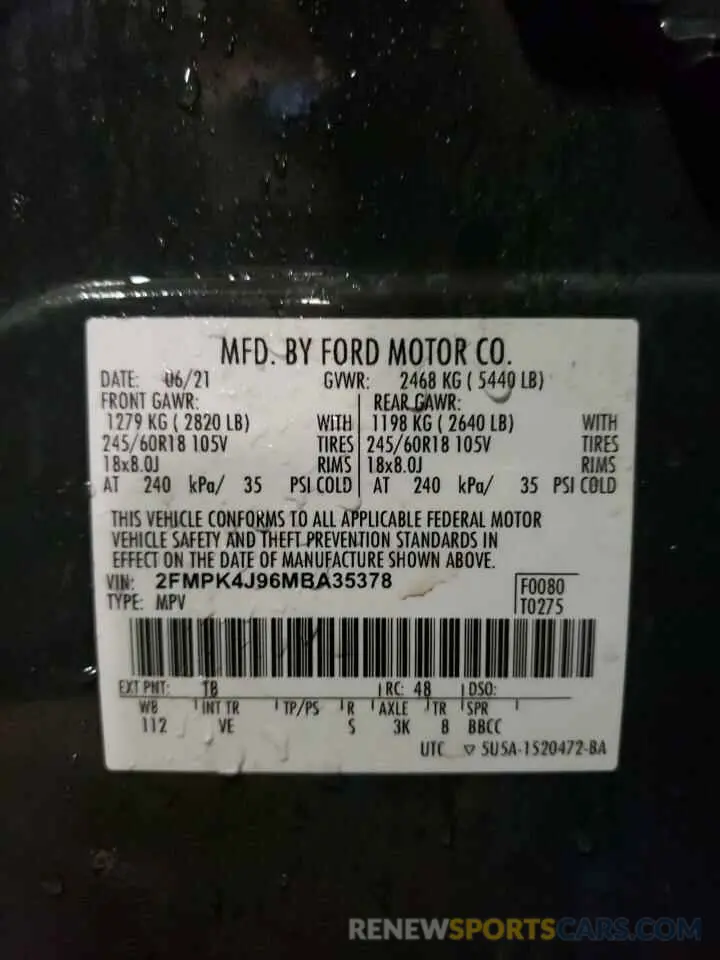 MFD. BY FORD MOTOR CO.
DATE: 06/21 GVWR: 2468 KG ( 5440 LB)
FRONT GAWR: REAR GAWR:
1279 KG ( 2820 LB) WITH 1198 KG ( 2640 LB) WITH
245/60R18 105V TIRES 245/60R18 105V TIRES
18x8.0J RIMS 18x8.0J RIMS
AT 240 kPa/ 35 PSI COLD AT 240 kPa/ 35 PSI COLD
THIS VEHICLE CONFORMS TO ALL APPLICABLE FEDERAL MOTOR
VEHICLE SAFETY AND THEFT PREVENTION STANDARDS IN
EFFECT ON THE DATE OF MANUFACTURE SHOWN ABOVE.
VIN: 2FMPK4J96MBA35378 F0080
TYPE: MPV T0275
EXT PNT: TB RC: 48 DSO:
WB INT TR TP/PS R AXLE TR SPR
112 VE S 3K 8 BBCC
UTC ▽ 5U5A-1520472-BA
RENEWSPORTSCARS.COM